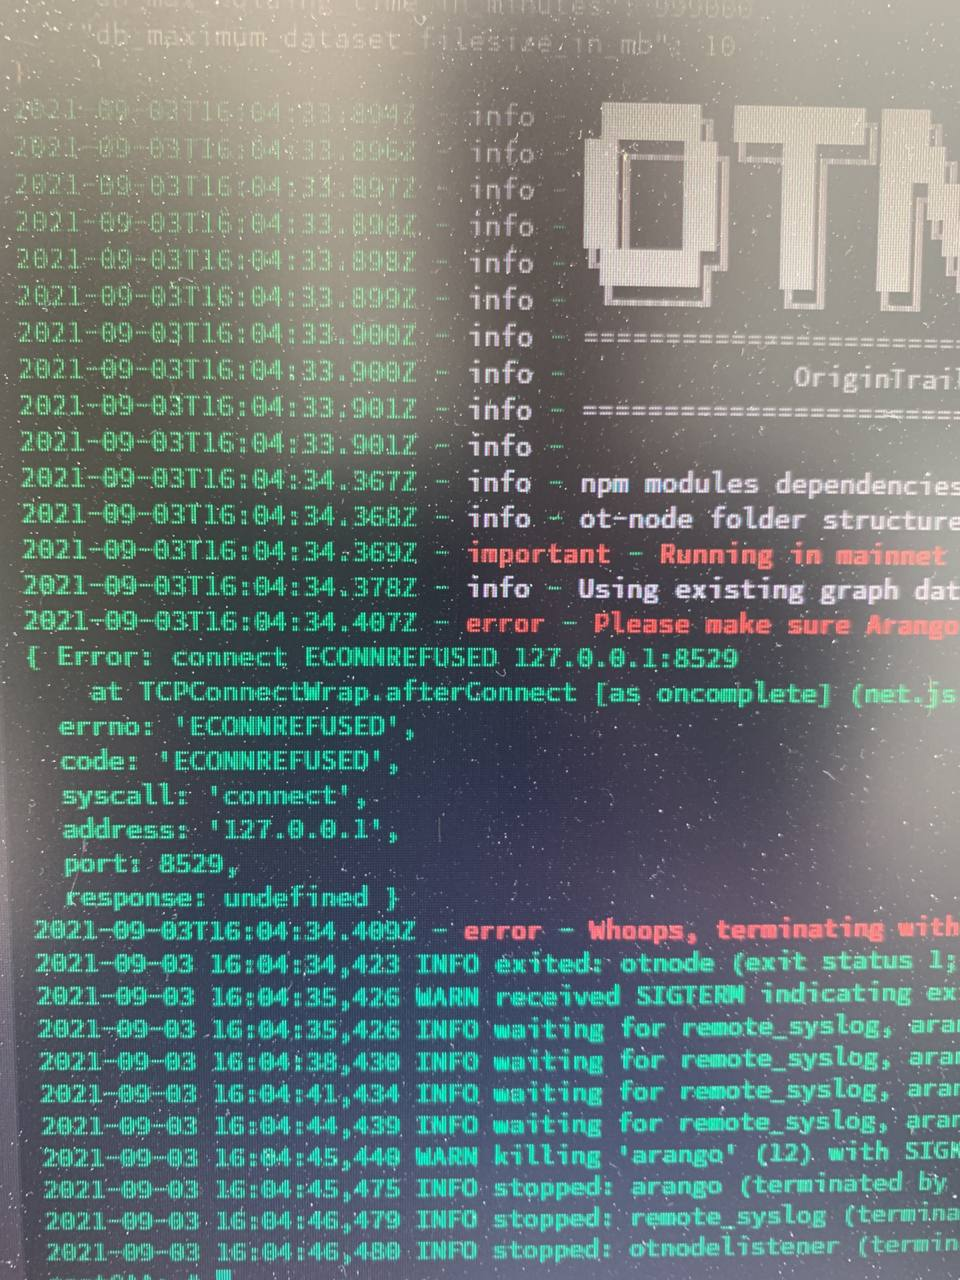 in minutes": 999000
"db_maximum_dataset_filesize_in_mb": 10
}
2021-09-03T16:04:33.894Z - info -
2021-09-03T16:04:33.896Z - info -
2021-09-03T16:04:33.897Z - info -
2021-09-03T16:04:33.898Z - info -
2021-09-03T16:04:33.898Z - info -
2021-09-03T16:04:33.899Z - info -
OTN
2021-09-03T16:04:33.900Z - info - =======================
2021-09-03T16:04:33.900Z - info - OriginTrail
2021-09-03T16:04:33.901Z - info - =======================
2021-09-03T16:04:33.901Z - info -
2021-09-03T16:04:34.367Z - info - npm modules dependencies
2021-09-03T16:04:34.368Z - info - ot-node folder structure
2021-09-03T16:04:34.369Z - important - Running in mainnet
2021-09-03T16:04:34.378Z - info - Using existing graph dat
2021-09-03T16:04:34.407Z - error - Please make sure Arango
{ Error: connect ECONNREFUSED 127.0.0.1:8529
at TCPConnectWrap.afterConnect [as oncomplete] (net.js
errno: 'ECONNREFUSED',
code: 'ECONNREFUSED',
syscall: 'connect',
address: '127.0.0.1',
port: 8529,
response: undefined }
2021-09-03T16:04:34.409Z - error - Whoops, terminating with
2021-09-03 16:04:34,423 INFO exited: otnode (exit status 1;
2021-09-03 16:04:35,426 WARN received SIGTERM indicating ex
2021-09-03 16:04:35,426 INFO waiting for remote_syslog, aran
2021-09-03 16:04:38,430 INFO waiting for remote_syslog, aran
2021-09-03 16:04:41,434 INFO waiting for remote_syslog, aran
2021-09-03 16:04:44,439 INFO waiting for remote_syslog, aran
2021-09-03 16:04:45,440 WARN killing 'arango' (12) with SIGK
2021-09-03 16:04:45,475 INFO stopped: arango (terminated by
2021-09-03 16:04:46,479 INFO stopped: remote_syslog (termina
2021-09-03 16:04:46,480 INFO stopped: otnodelistener (termin